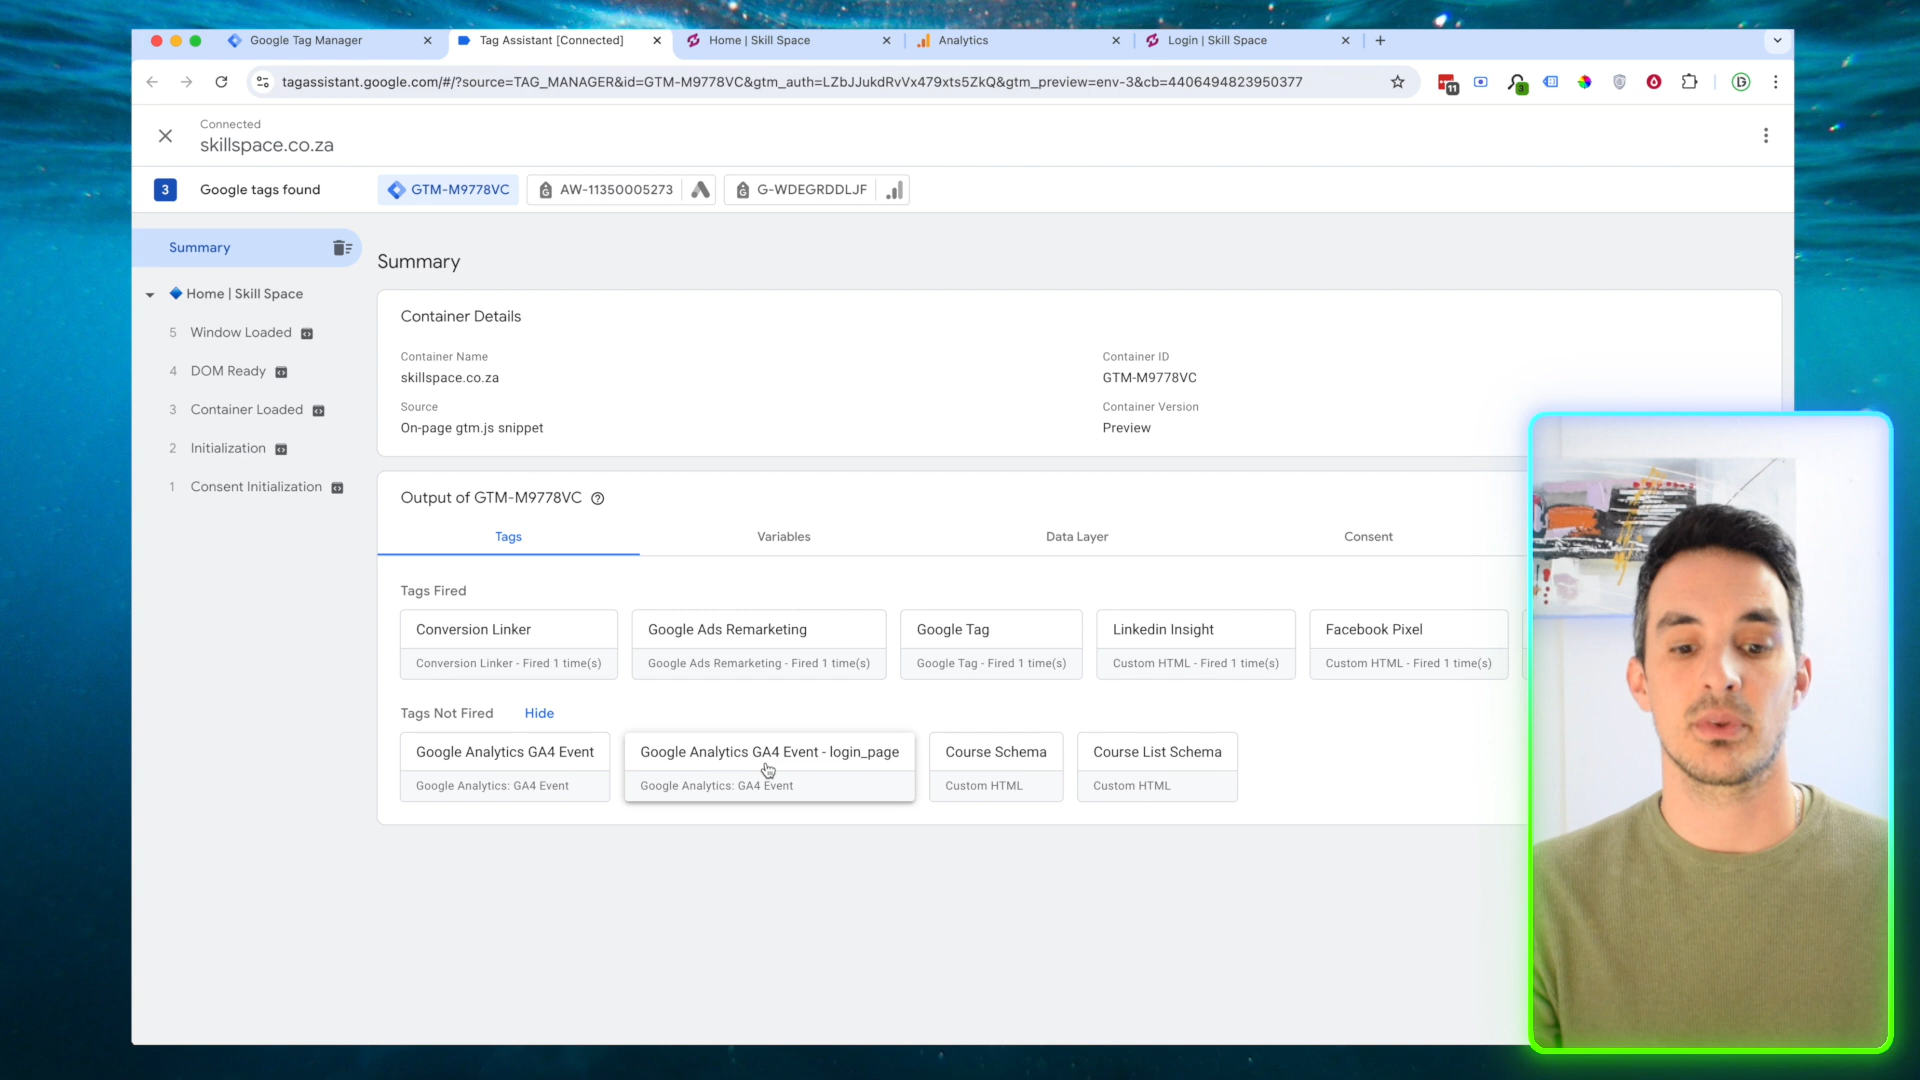 Google Tag Manager
Tag Assistant [Connected]
Home | Skill Space
Analytics
Login | Skill Space
tagassistant.google.com/#/?source=TAG_MANAGER&id=GTM-M9778VC&gtm_auth=LZbJJukdRvVx479xts5ZkQ&gtm_preview=env-3&cb=4406494823950377
11
3
Connected
skillspace.co.za
3
Google tags found
GTM-M9778VC
AW-11350005273
G-WDEGRDDLJF
Summary
Home | Skill Space
5 Window Loaded
4 DOM Ready
3 Container Loaded
2 Initialization
1 Consent Initialization
Summary
Container Details
Container Name
skillspace.co.za
Container ID
GTM-M9778VC
Source
On-page gtm.js snippet
Container Version
Preview
Output of GTM-M9778VC
Tags
Variables
Data Layer
Consent
Tags Fired
Conversion Linker
Conversion Linker - Fired 1 time(s)
Google Ads Remarketing
Google Ads Remarketing - Fired 1 time(s)
Google Tag
Google Tag - Fired 1 time(s)
Linkedin Insight
Custom HTML - Fired 1 time(s)
Facebook Pixel
Custom HTML - Fired 1 time(s)
Tags Not Fired
Hide
Google Analytics GA4 Event
Google Analytics: GA4 Event
Google Analytics GA4 Event - login_page
Google Analytics: GA4 Event
Course Schema
Custom HTML
Course List Schema
Custom HTML